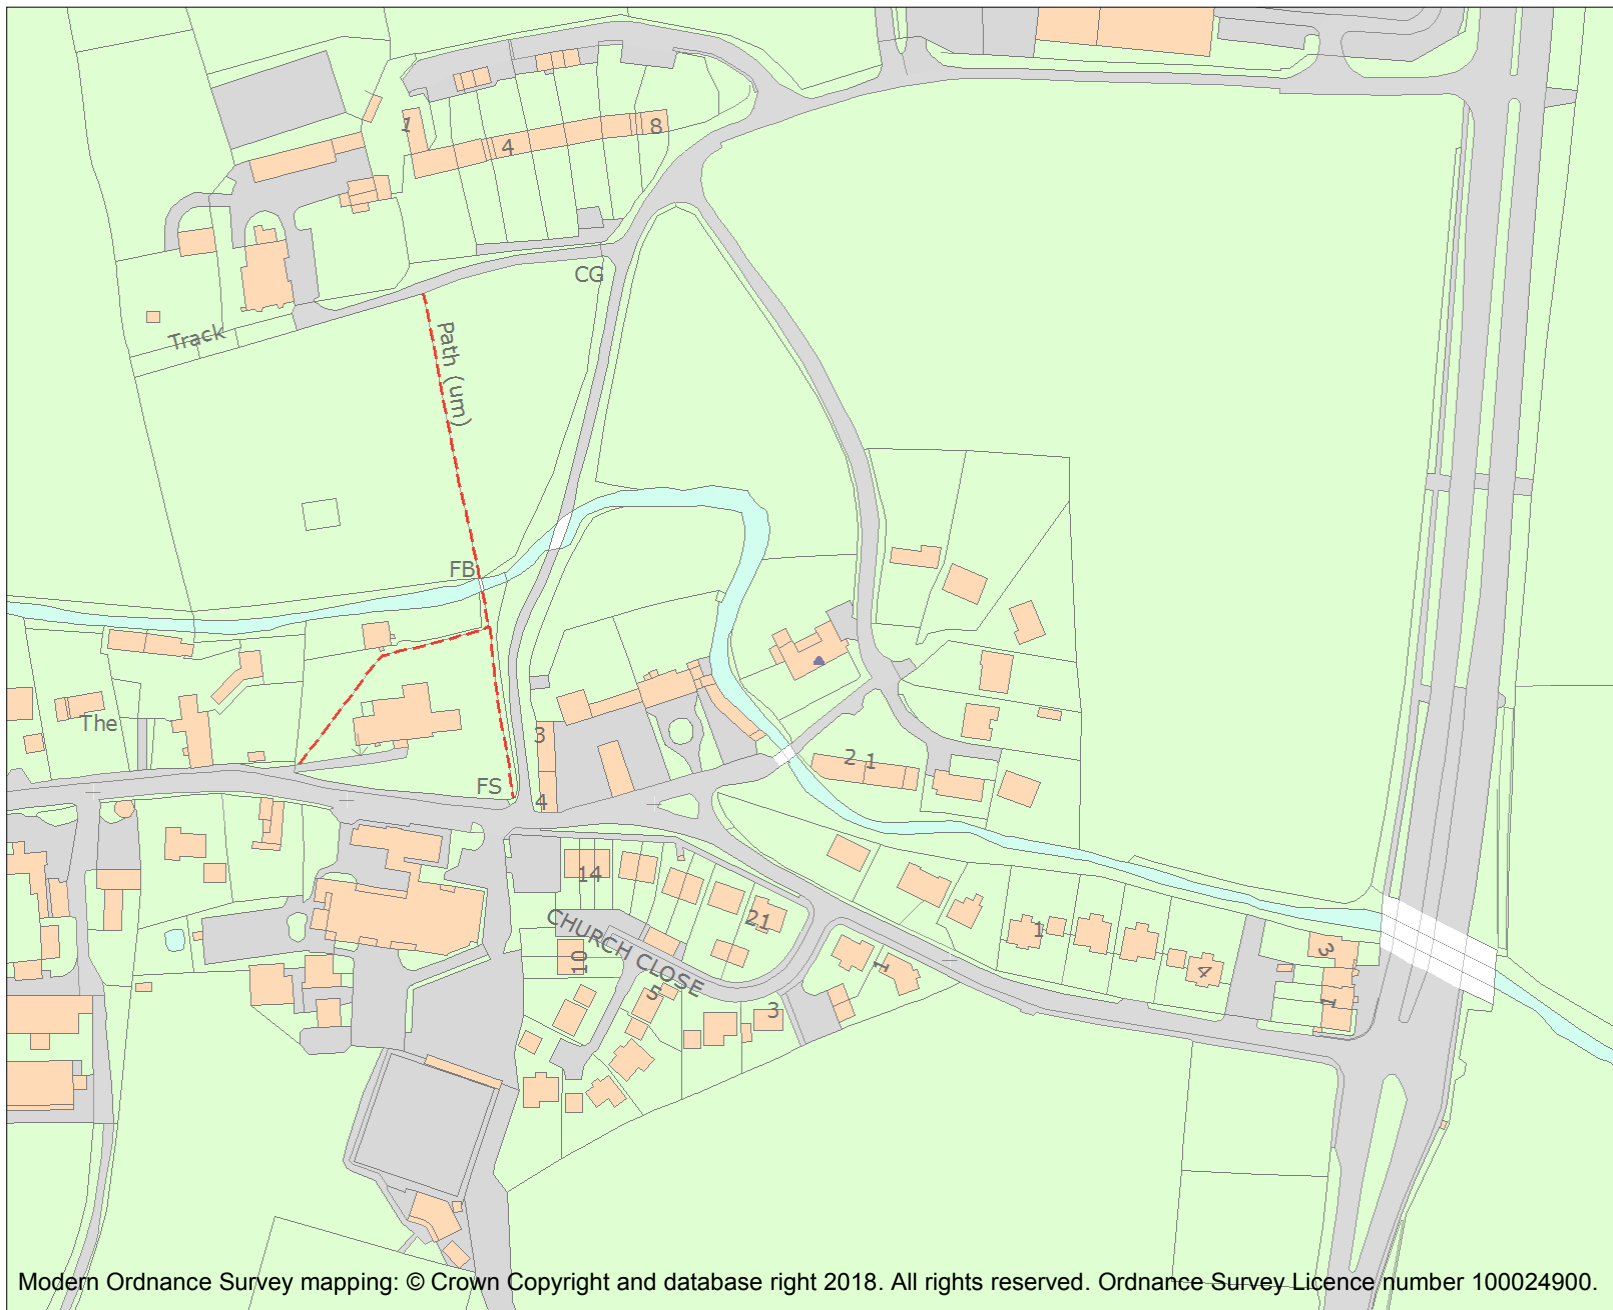 1
4
8
CG
Track
Path (um)
FB
The
3
FS
4
2 1
14
21
CHURCH CLOSE
10
5
3
1
1
4
3
1
Modern Ordnance Survey mapping: © Crown Copyright and database right 2018. All rights reserved. Ordnance Survey Licence number 100024900.